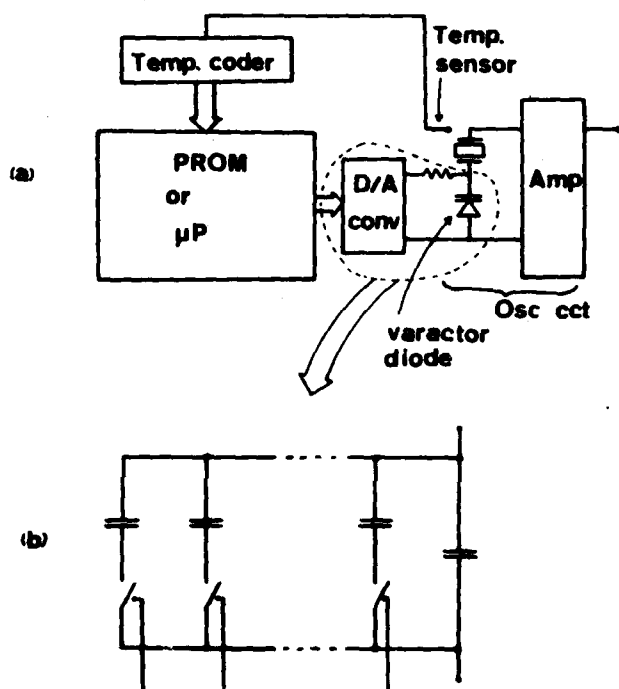 Temp. coder
Temp.
sensor
(a)
PROM
or
µP
D/A
conv
Amp
Osc cct
varactor
diode
(b)